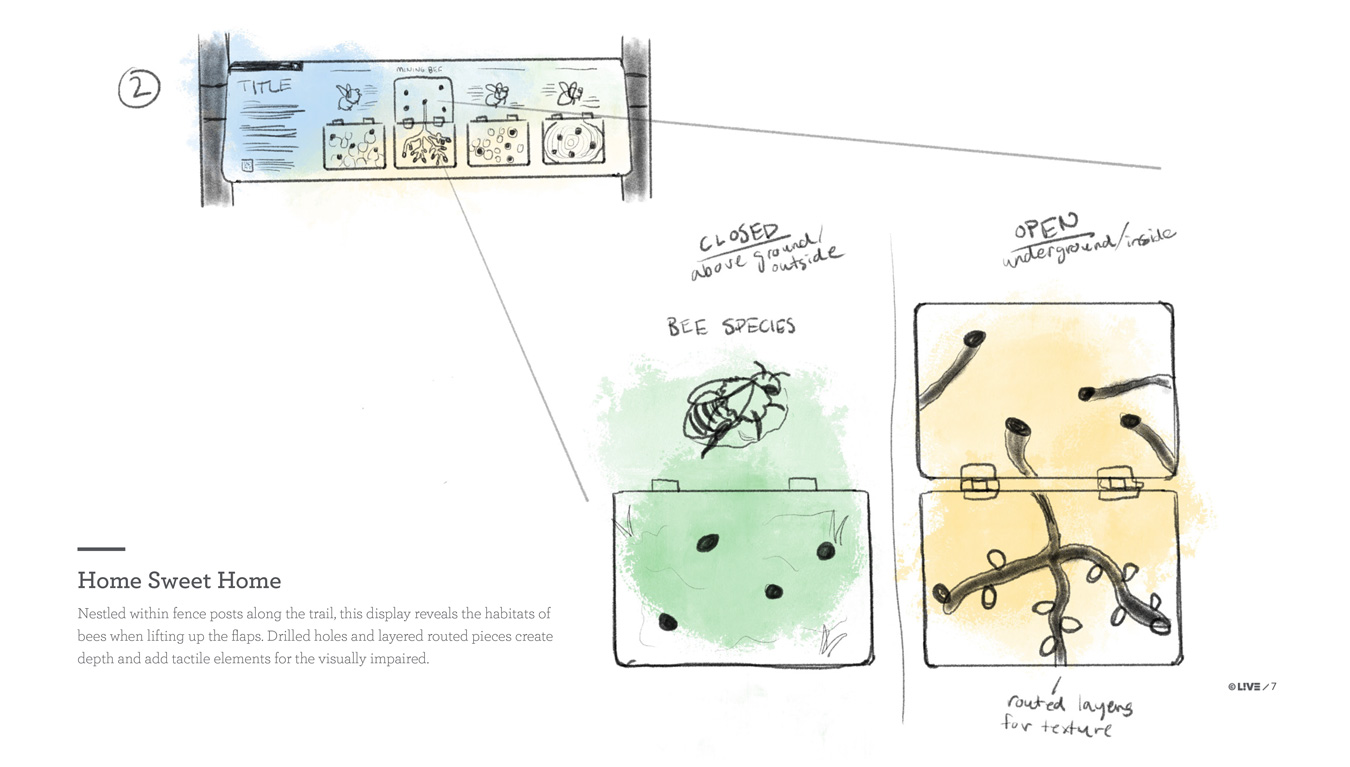 2
TITLE
MINING BEE
CLOSED
above ground/
outside
OPEN
underground/inside
BEE SPECIES
Home Sweet Home
Nestled within fence posts along the trail, this display reveals the habitats of
bees when lifting up the flaps. Drilled holes and layered routed pieces create
depth and add tactile elements for the visually impaired.
routed layers
for texture
©LIVE / 7